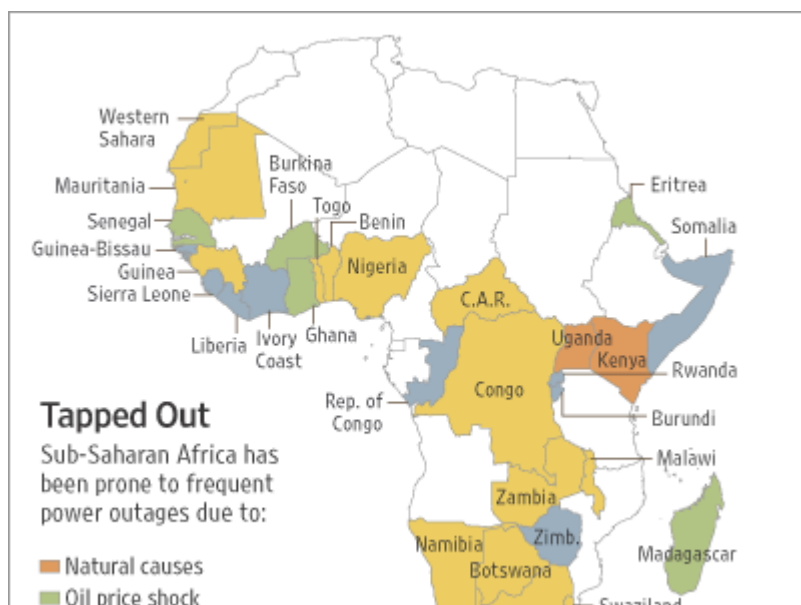 Western
Sahara
Mauritania
Senegal
Guinea-Bissau
Guinea
Sierra Leone
Liberia
Ivory
Coast
Ghana
Burkina
Faso
Togo
Benin
Nigeria
C.A.R.
Eritrea
Somalia
Uganda
Kenya
Rwanda
Burundi
Congo
Rep. of
Congo
Malawi
Zambia
Zimb.
Namibia
Botswana
Madagascar
Swaziland
Tapped Out
Sub-Saharan Africa has
been prone to frequent
power outages due to:
Natural causes
Oil price shock